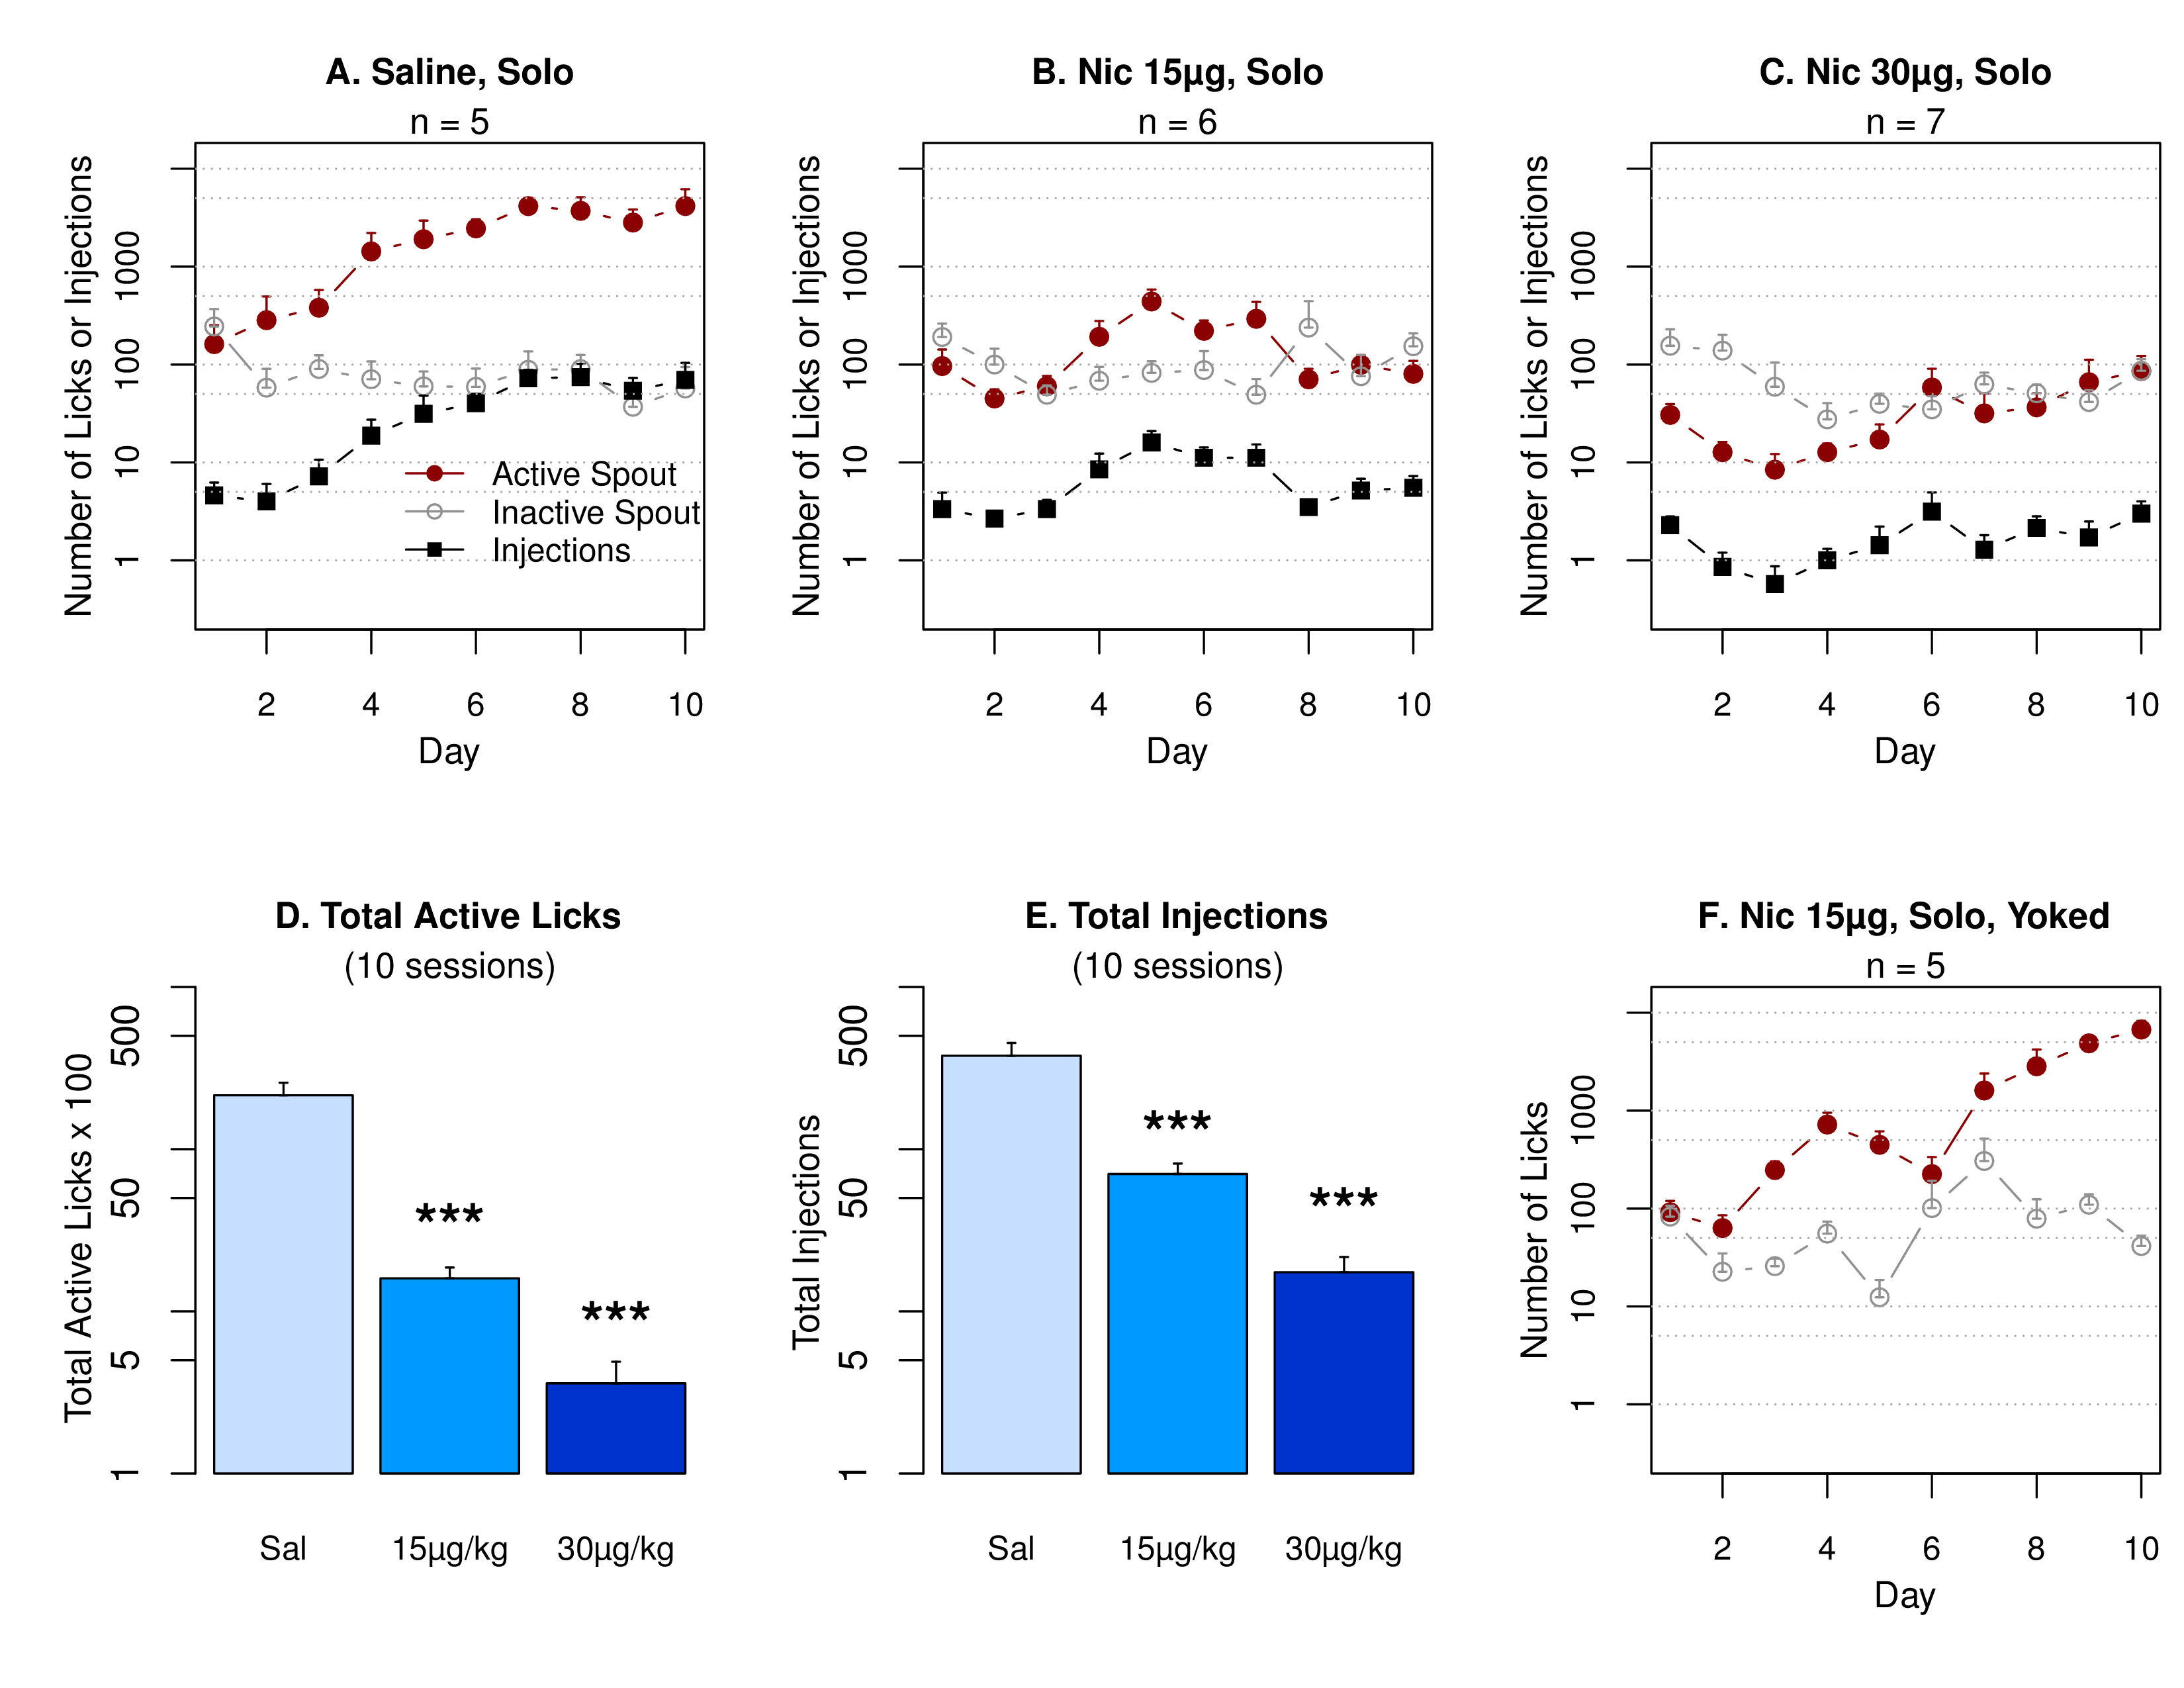 A. Saline, Solo
n = 5
Number of Licks or Injections
1000
100
10
1
Active Spout
Inactive Spout
Injections
2 4 6 8 10
Day
B. Nic 15µg, Solo
n = 6
Number of Licks or Injections
1000
100
10
1
2 4 6 8 10
Day
C. Nic 30µg, Solo
n = 7
Number of Licks or Injections
1000
100
10
1
2 4 6 8 10
Day
D. Total Active Licks
(10 sessions)
Total Active Licks x 100
500
50
5
1
***
***
Sal 15µg/kg 30µg/kg
E. Total Injections
(10 sessions)
Total Injections
500
50
5
1
***
***
Sal 15µg/kg 30µg/kg
F. Nic 15µg, Solo, Yoked
n = 5
Number of Licks
1000
100
10
1
2 4 6 8 10
Day